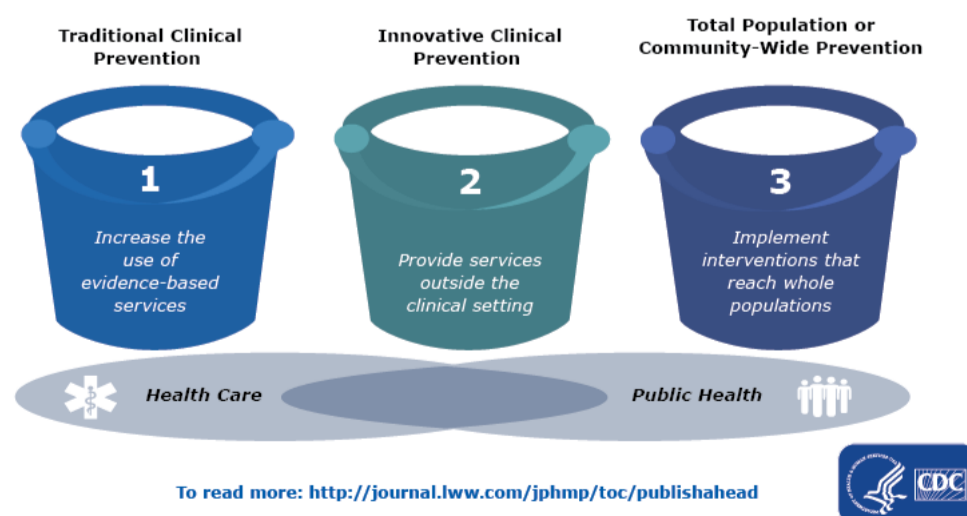 Traditional Clinical
Prevention
Innovative Clinical
Prevention
Total Population or
Community-Wide Prevention
1
Increase the
use of
evidence-based
services
2
Provide services
outside the
clinical setting
3
Implement
interventions that
reach whole
populations
Health Care
Public Health
To read more: http://journal.lww.com/jphmp/toc/publishahead
CDC